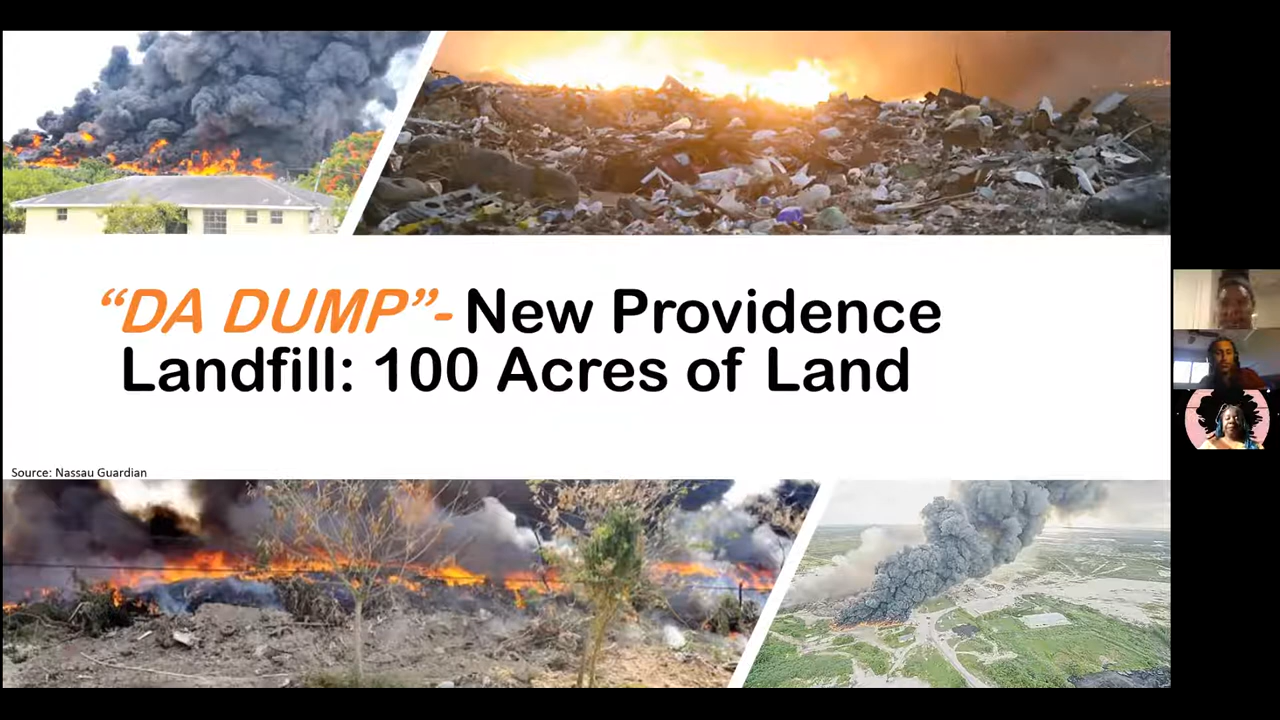 “DA DUMP”- New Providence
Landfill: 100 Acres of Land
Source: Nassau Guardian